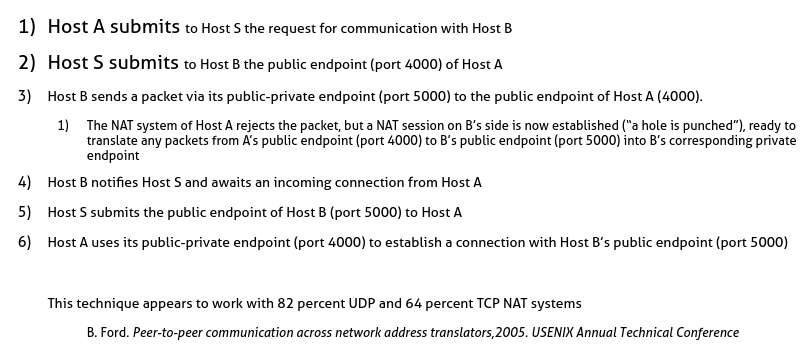 1) Host A submits to Host S the request for communication with Host B
2) Host S submits to Host B the public endpoint (port 4000) of Host A
3) Host B sends a packet via its public-private endpoint (port 5000) to the public endpoint of Host A (4000).
1) The NAT system of Host A rejects the packet, but a NAT session on B's side is now established ("a hole is punched"), ready to
translate any packets from A's public endpoint (port 4000) to B's public endpoint (port 5000) into B's corresponding private
endpoint
4) Host B notifies Host S and awaits an incoming connection from Host A
5) Host S submits the public endpoint of Host B (port 5000) to Host A
6) Host A uses its public-private endpoint (port 4000) to establish a connection with Host B's public endpoint (port 5000)
This technique appears to work with 82 percent UDP and 64 percent TCP NAT systems
B. Ford. Peer-to-peer communication across network address translators,2005. USENIX Annual Technical Conference